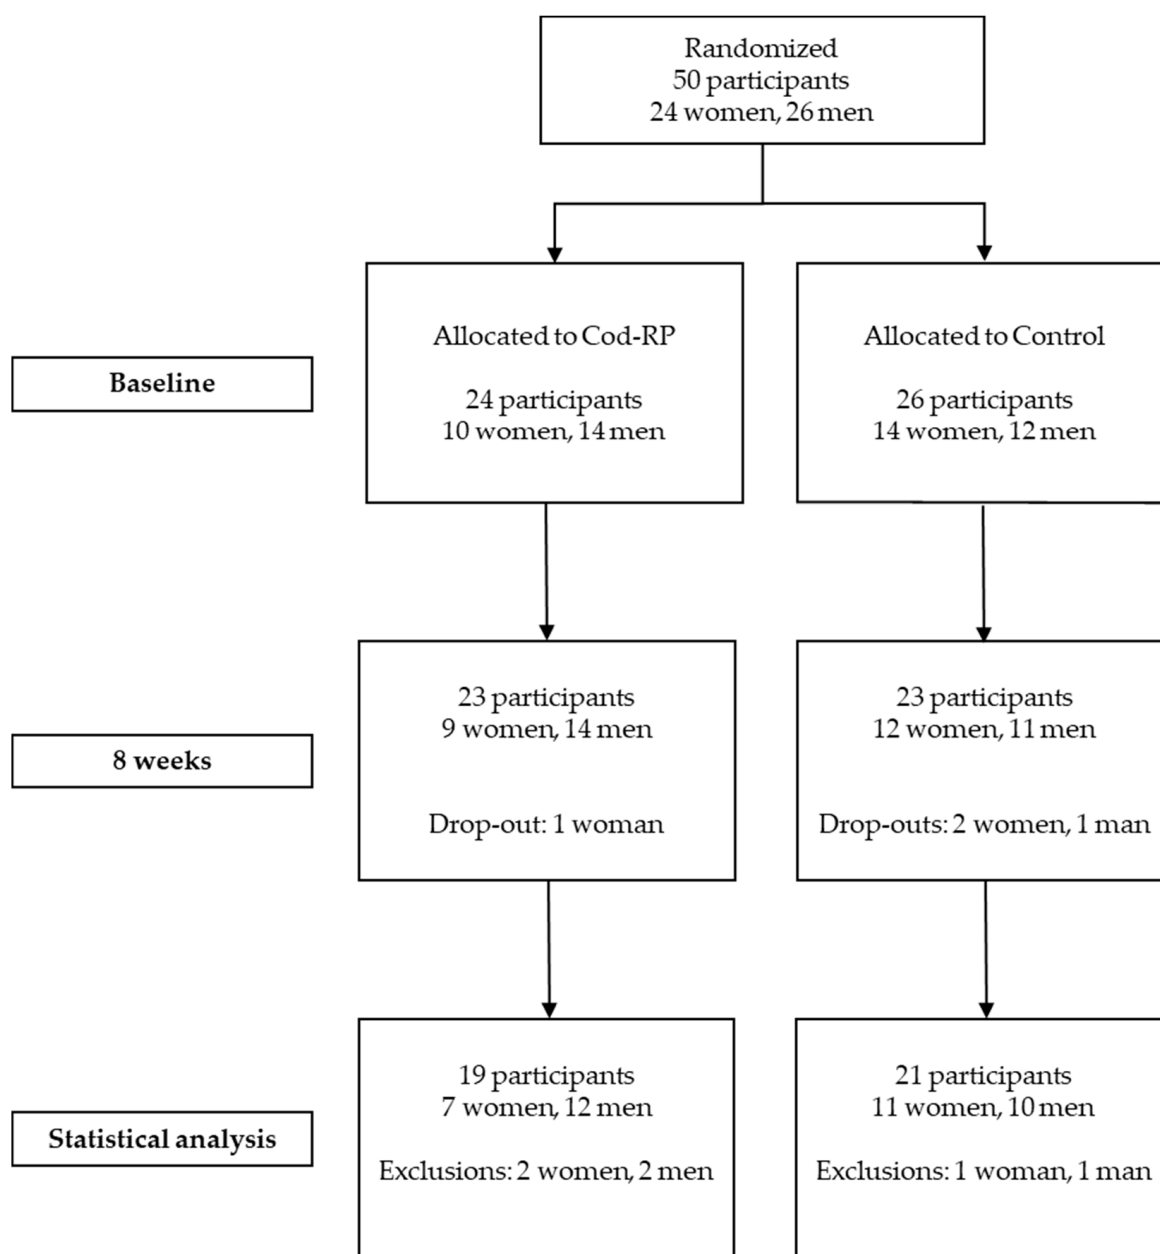 Randomized
50 participants
24 women, 26 men
Baseline
Allocated to Cod-RP
24 participants
10 women, 14 men
Allocated to Control
26 participants
14 women, 12 men
8 weeks
23 participants
9 women, 14 men
Drop-out: 1 woman
23 participants
12 women, 11 men
Drop-outs: 2 women, 1 man
Statistical analysis
19 participants
7 women, 12 men
Exclusions: 2 women, 2 men
21 participants
11 women, 10 men
Exclusions: 1 woman, 1 man